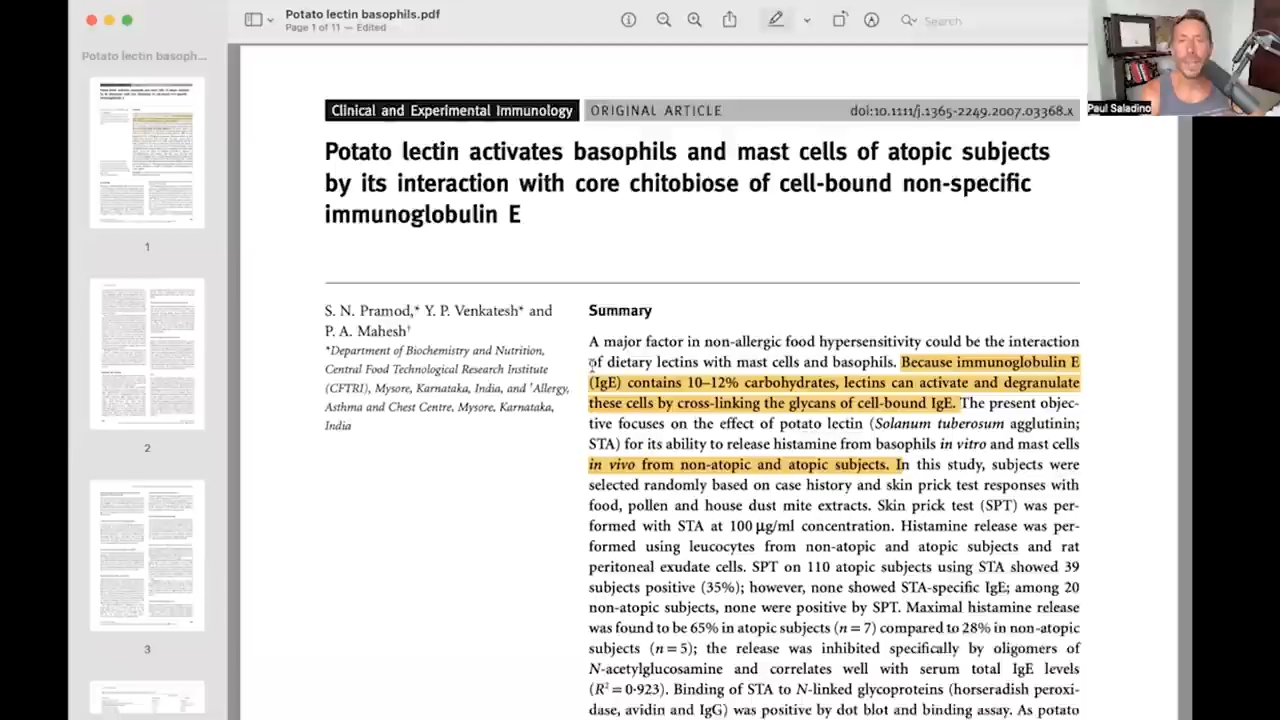 Potato lectin basophils.pdf
Page 1 of 11 — Edited
Search
Potato lectin basoph...
1
2
3
Paul Saladino
Clinical and Experimental Immunology
ORIGINAL ARTICLE
doi:10.1111/j.1365-2249.2007.03368.x
Potato lectin activates basophils and mast cells of atopic subjects
by its interaction with core chitobiose of cell-bound non-specific
immunoglobulin E
S. N. Pramod,* Y. P. Venkatesh* and
P. A. Mahesh†
*Department of Biochemistry and Nutrition,
Central Food Technological Research Institute
(CFTRI), Mysore, Karnataka, India, and †Allergy,
Asthma and Chest Centre, Mysore, Karnataka,
India
Summary
A major factor in non-allergic food hypersensitivity could be the interaction
of dietary lectins with mast cells and basophils. Because immunoglobulin E
(IgE) contains 10–12% carbohydrates, lectins can activate and degranulate
these cells by cross-linking the glycans of cell-bound IgE. The present objec-
tive focuses on the effect of potato lectin (Solanum tuberosum agglutinin;
STA) for its ability to release histamine from basophils in vitro and mast cells
in vivo from non-atopic and atopic subjects. In this study, subjects were
selected randomly based on case history and skin prick test responses with
food, pollen and house dust mite extracts. Skin prick test (SPT) was per-
formed with STA at 100 µg/ml concentration. Histamine release was per-
formed using leucocytes from non-atopic and atopic subjects and rat
peritoneal exudate cells. SPT on 110 atopic subjects using STA showed 39
subjects positive (35%); however, none showed STA-specific IgE; among 20
non-atopic subjects, none were positive by SPT. Maximal histamine release
was found to be 65% in atopic subjects (n = 7) compared to 28% in non-atopic
subjects (n = 5); the release was inhibited specifically by oligomers of
N-acetylglucosamine and correlates well with serum total IgE levels
(R² = 0·923). Binding of STA to N-linked glycoproteins (horseradish peroxi-
dase, avidin and IgG) was positive by dot blot and binding assay. As potato